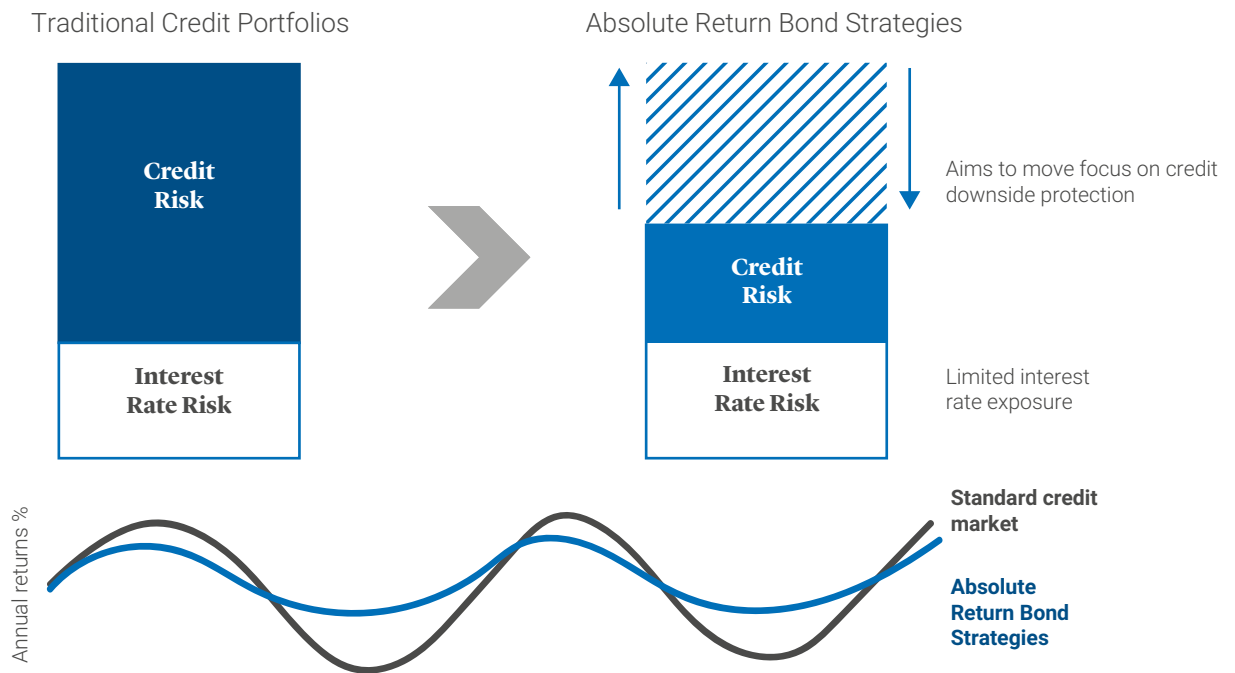 Traditional Credit Portfolios
Absolute Return Bond Strategies
Credit
Risk
Interest
Rate Risk
Credit
Risk
Interest
Rate Risk
Aims to move focus on credit
downside protection
Limited interest
rate exposure
Annual returns %
Standard credit
market
Absolute
Return Bond
Strategies